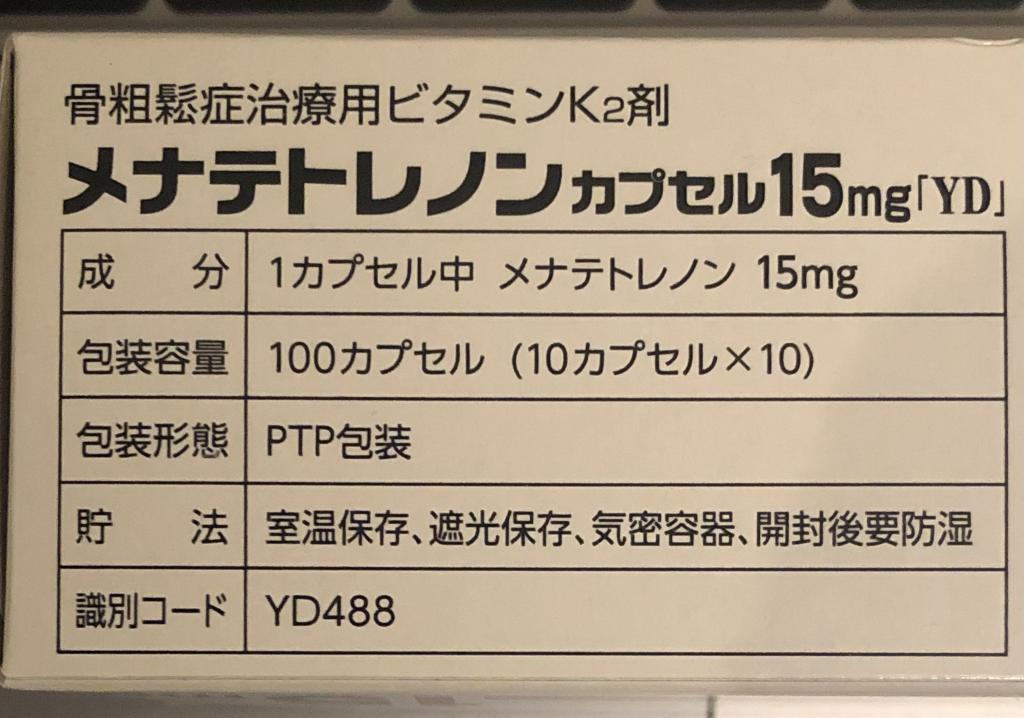 骨粗鬆症治療用ビタミンK2剤
メナテトレノンカプセル15mg「YD」
成分 1カプセル中 メナテトレノン 15mg
包装容量 100カプセル (10カプセル×10)
包装形態 PTP包装
貯法 室温保存、遮光保存、気密容器、開封後要防湿
識別コード YD488